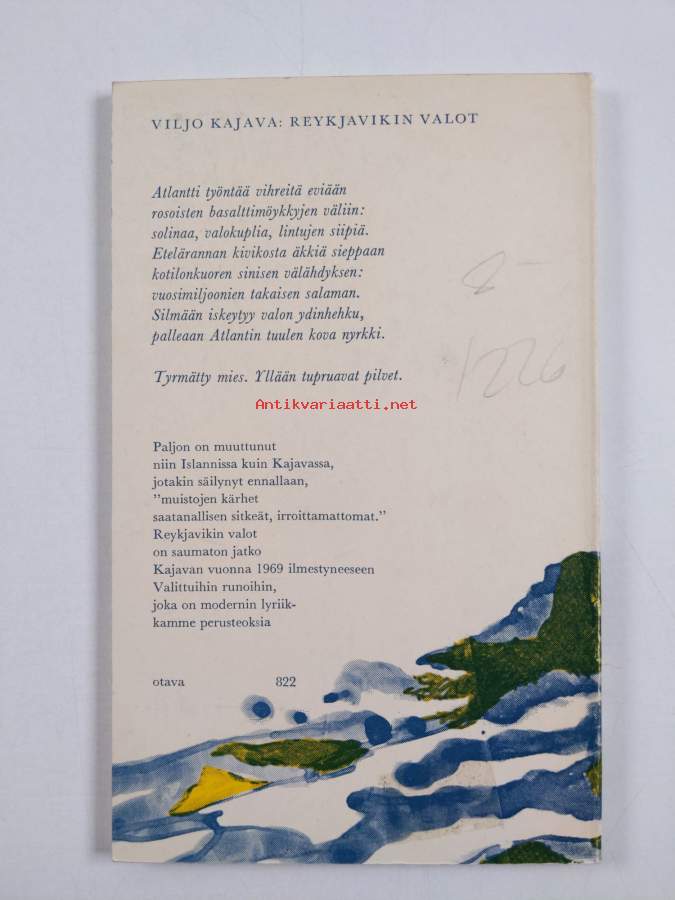 VILJO KAJAVA: REYKJAVIKIN VALOT
Atlantti työntää vihreitä eviään
rosoisten basalttimöykkyjen väliin:
solinaa, valokuplia, lintujen siipiä.
Etelärannan kivikosta äkkiä sieppaan
kotilonkuoren sinisen välähdyksen:
vuosimiljoonien takaisen salaman.
Silmään iskeytyy valon ydinhehku,
palleaan Atlantin tuulen kova nyrkki.
Tyrmätty mies. Yllään tupruavat pilvet.
Antikvariaatti.net
Paljon on muuttunut
niin Islannissa kuin Kajavassa,
jotakin säilynyt ennallaan,
"muistojen kärhet
saatanallisen sitkeät, irroittamattomat."
Reykjavikin valot
on saumaton jatko
Kajavan vuonna 1969 ilmestyneeseen
Valittuihin runoihin,
joka on modernin lyriik-
kamme perusteoksia
otava 822